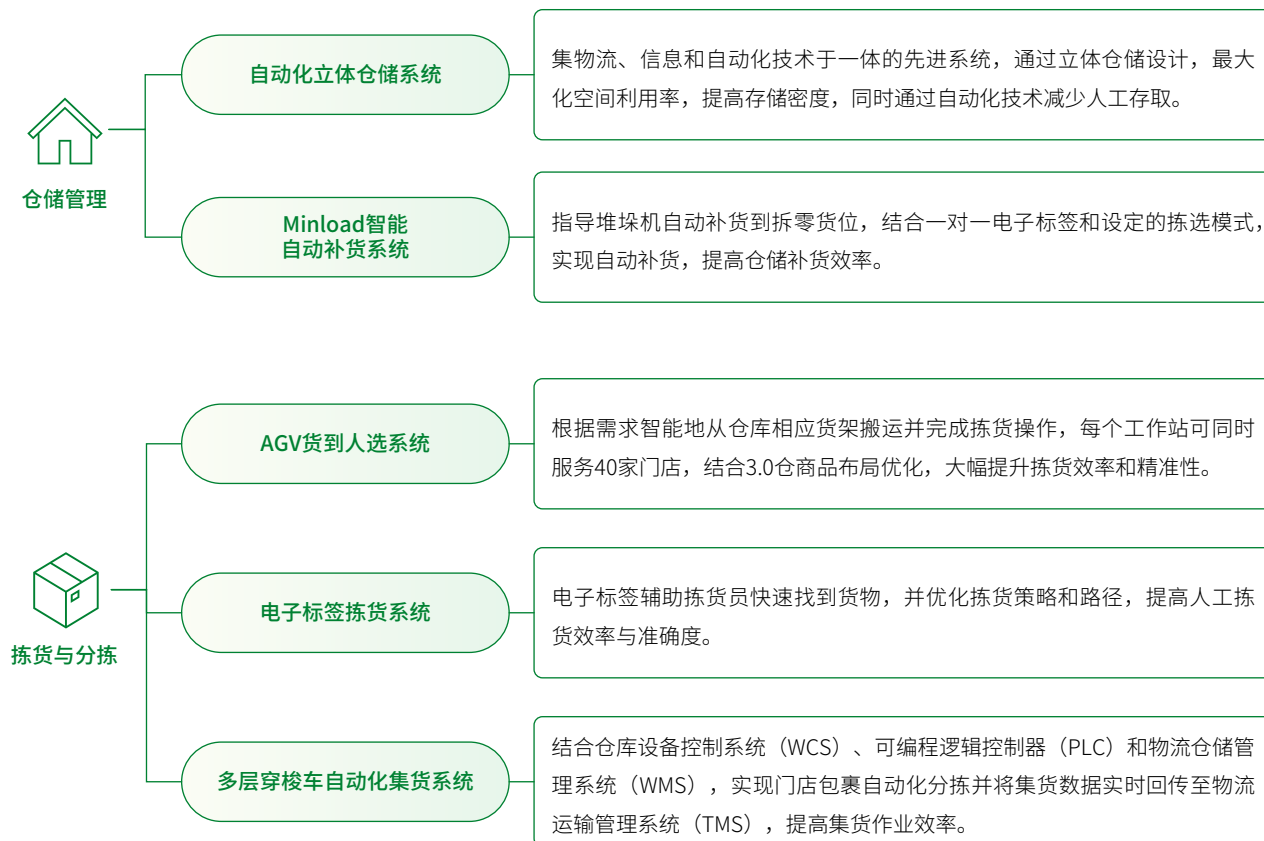 仓储管理
自动化立体仓储系统
集物流、信息和自动化技术于一体的先进系统，通过立体仓储设计，最大
化空间利用率，提高存储密度，同时通过自动化技术减少人工存取。
Minload智能
自动补货系统
指导堆垛机自动补货到拆零货位，结合一对一电子标签和设定的拣选模式，
实现自动补货，提高仓储补货效率。
拣货与分拣
AGV货到人选系统
根据需求智能地从仓库相应货架搬运并完成拣货操作，每个工作站可同时
服务40家门店，结合3.0仓商品布局优化，大幅提升拣货效率和精准性。
电子标签拣货系统
电子标签辅助拣货员快速找到货物，并优化拣货策略和路径，提高人工拣
货效率与准确度。
多层穿梭车自动化集货系统
结合仓库设备控制系统（WCS）、可编程逻辑控制器（PLC）和物流仓储管
理系统（WMS），实现门店包裹自动化分拣并将集货数据实时回传至物流
运输管理系统（TMS），提高集货作业效率。